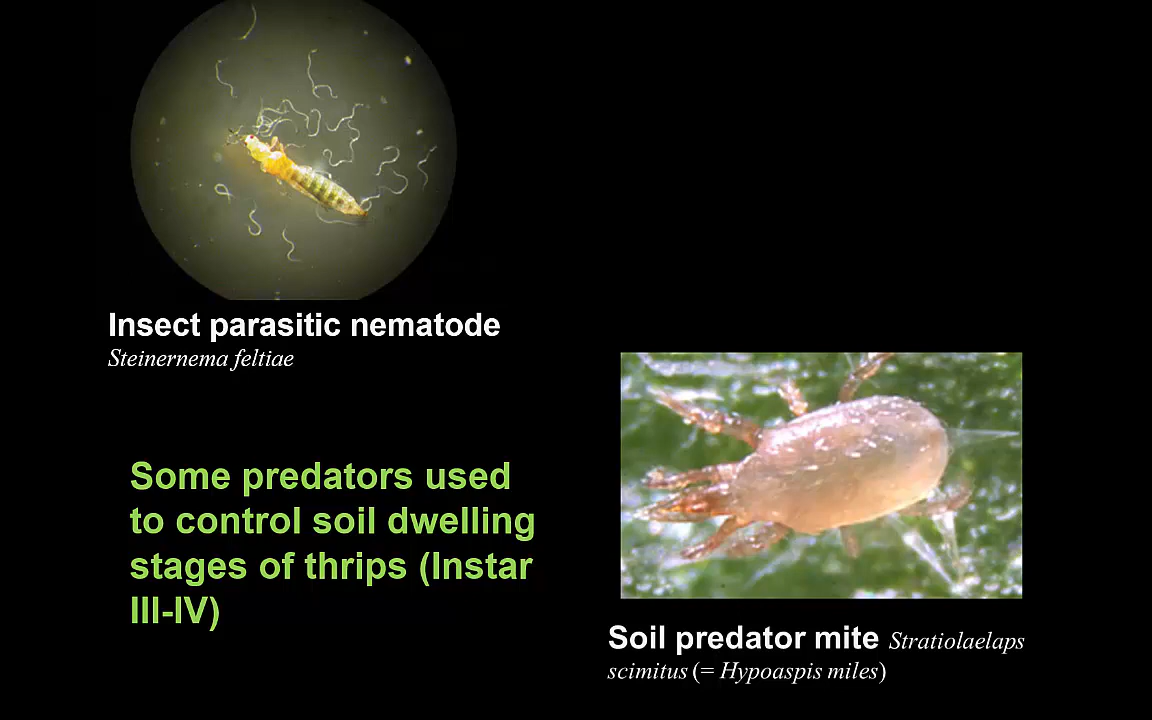 Insect parasitic nematode
Steinernema feltiae
Some predators used
to control soil dwelling
stages of thrips (Instar
III-IV)
Soil predator mite Stratiolaelaps
scimitus (= Hypoaspis miles)